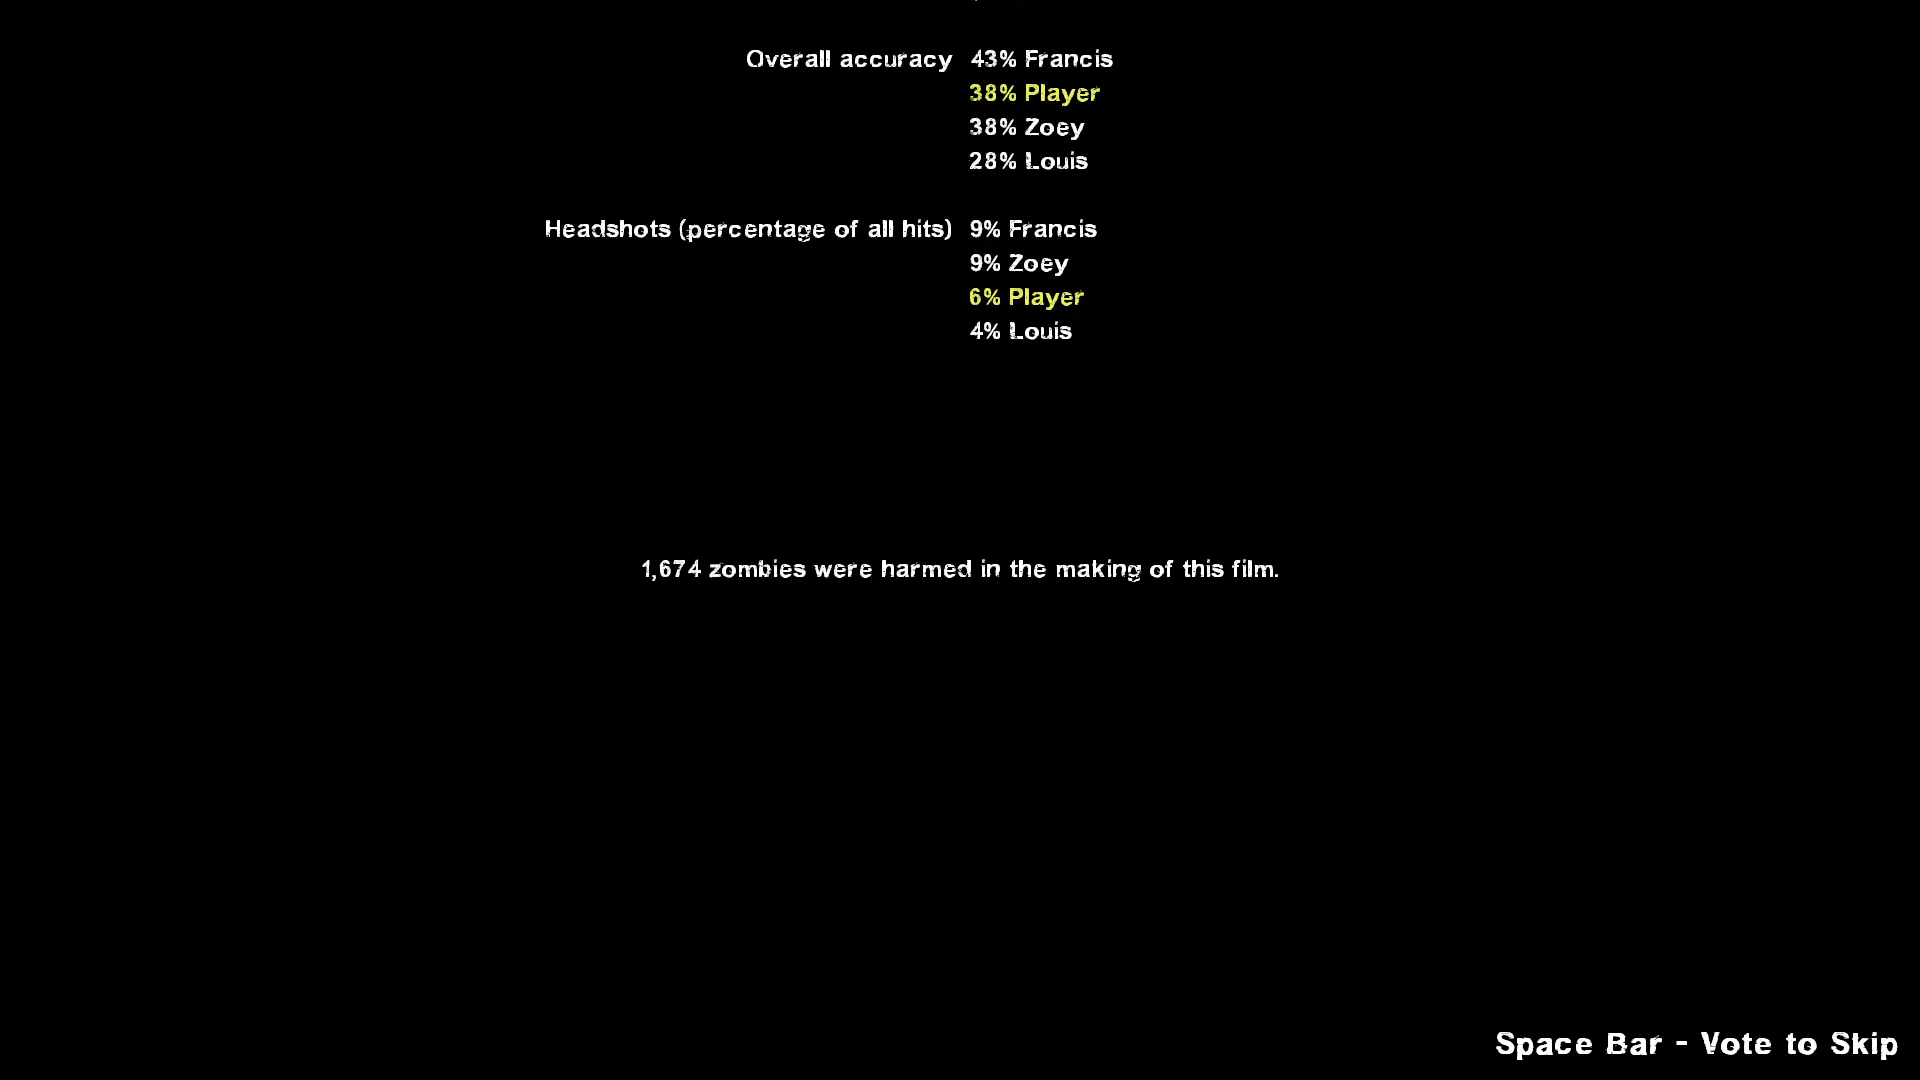 Overall accuracy 43% Francis
38% Player
38% Zoey
28% Louis
Headshots (percentage of all hits) 9% Francis
9% Zoey
6% Player
4% Louis
1,674 zombies were harmed in the making of this film.
Space Bar - Vote to Skip